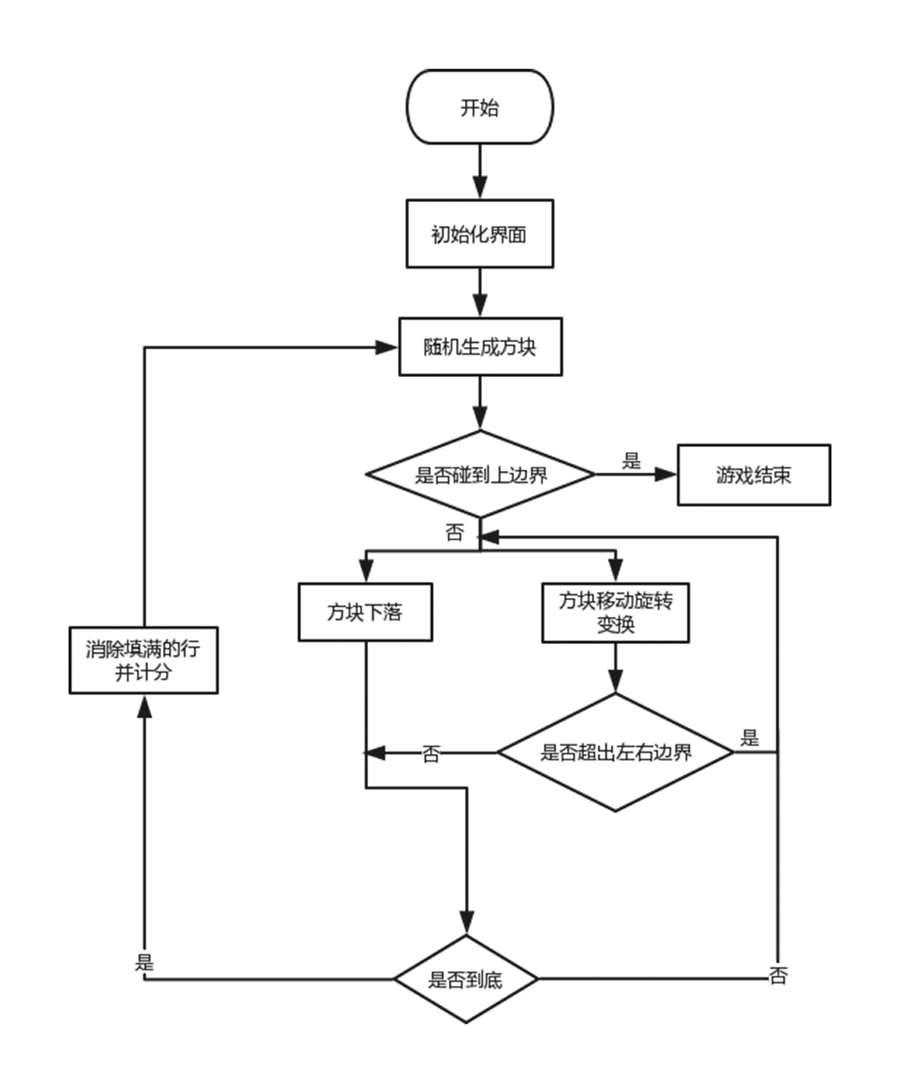 开始
初始化界面
随机生成方块
是否碰到上边界
是
游戏结束
否
方块下落
方块移动旋转
变换
消除填满的行
并计分
是否超出左右边界
是
否
是否到底
是
否